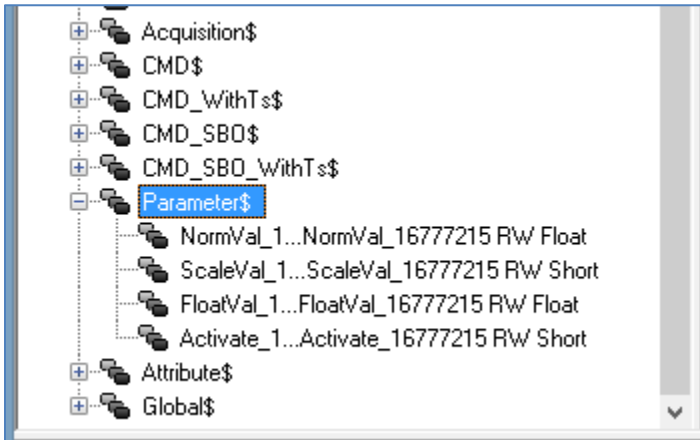 Acquisition$
CMD$
CMD_WithTs$
CMD_SBO$
CMD_SBO_WithTs$
Parameter$
NormVal_1...NormVal_16777215 RW Float
ScaleVal_1...ScaleVal_16777215 RW Short
FloatVal_1...FloatVal_16777215 RW Float
Activate_1...Activate_16777215 RW Short
Attribute$
Global$